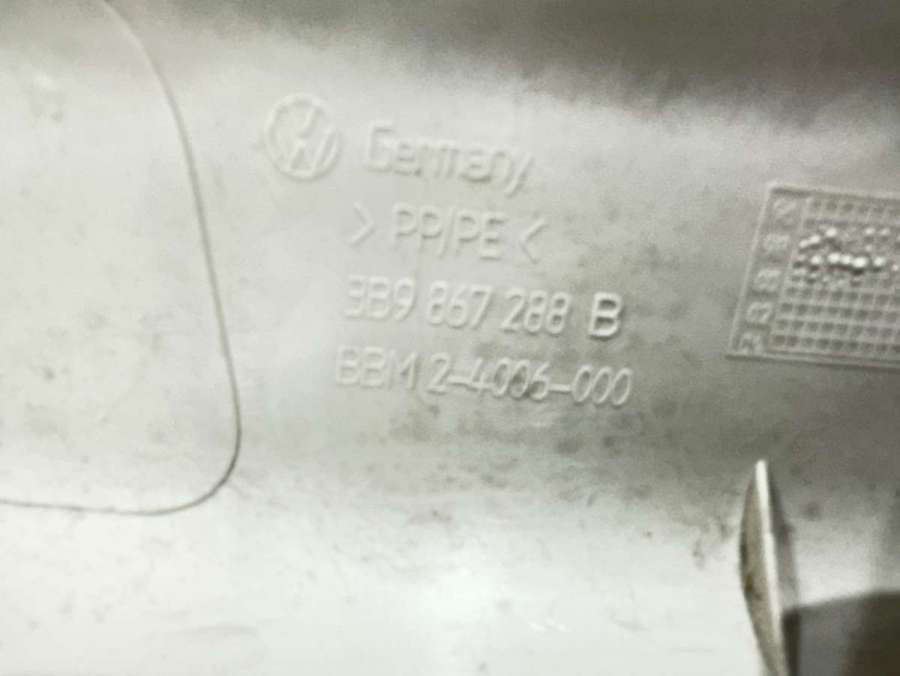 Germany
> PP/PE <
3B9 867 288 B
BBM 2-4006-000